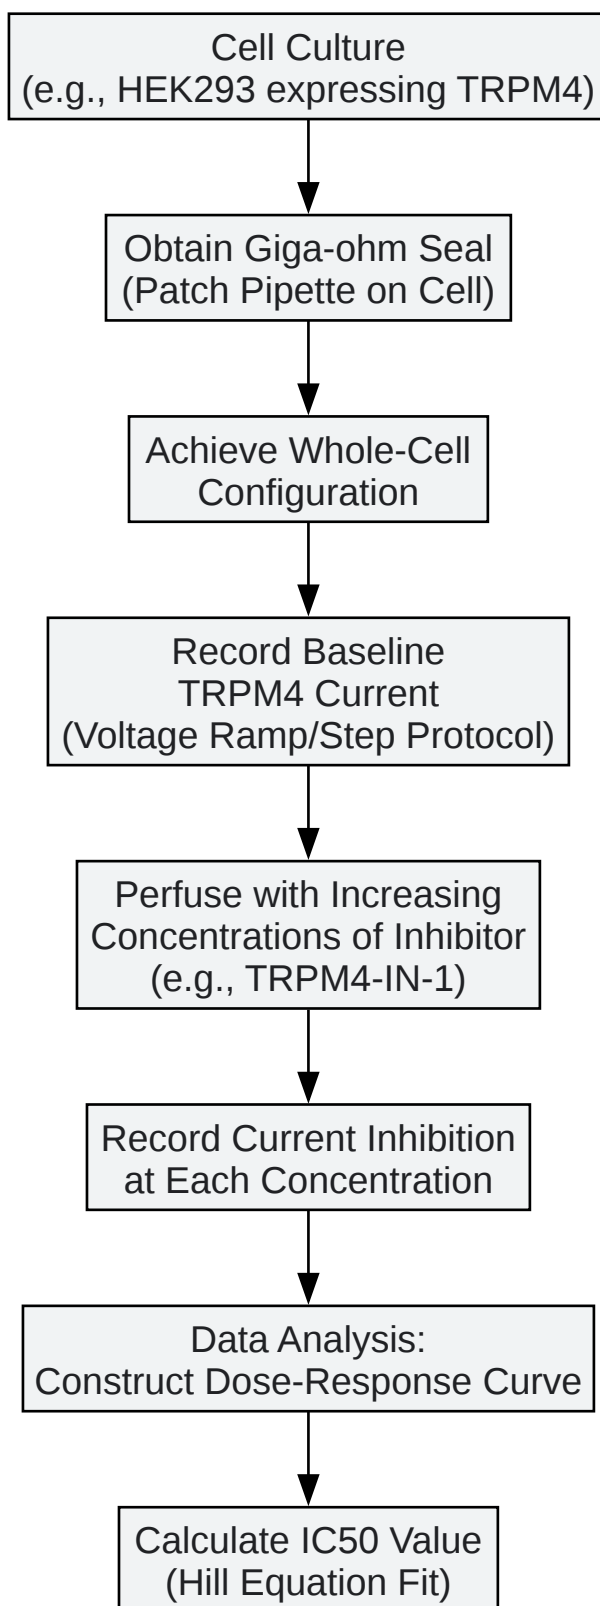 Cell Culture
(e.g., HEK293 expressing TRPM4)
Obtain Giga-ohm Seal
(Patch Pipette on Cell)
Achieve Whole-Cell
Configuration
Record Baseline
TRPM4 Current
(Voltage Ramp/Step Protocol)
Perfuse with Increasing
Concentrations of Inhibitor
(e.g., TRPM4-IN-1)
Record Current Inhibition
at Each Concentration
Data Analysis:
Construct Dose-Response Curve
Calculate IC50 Value
(Hill Equation Fit)